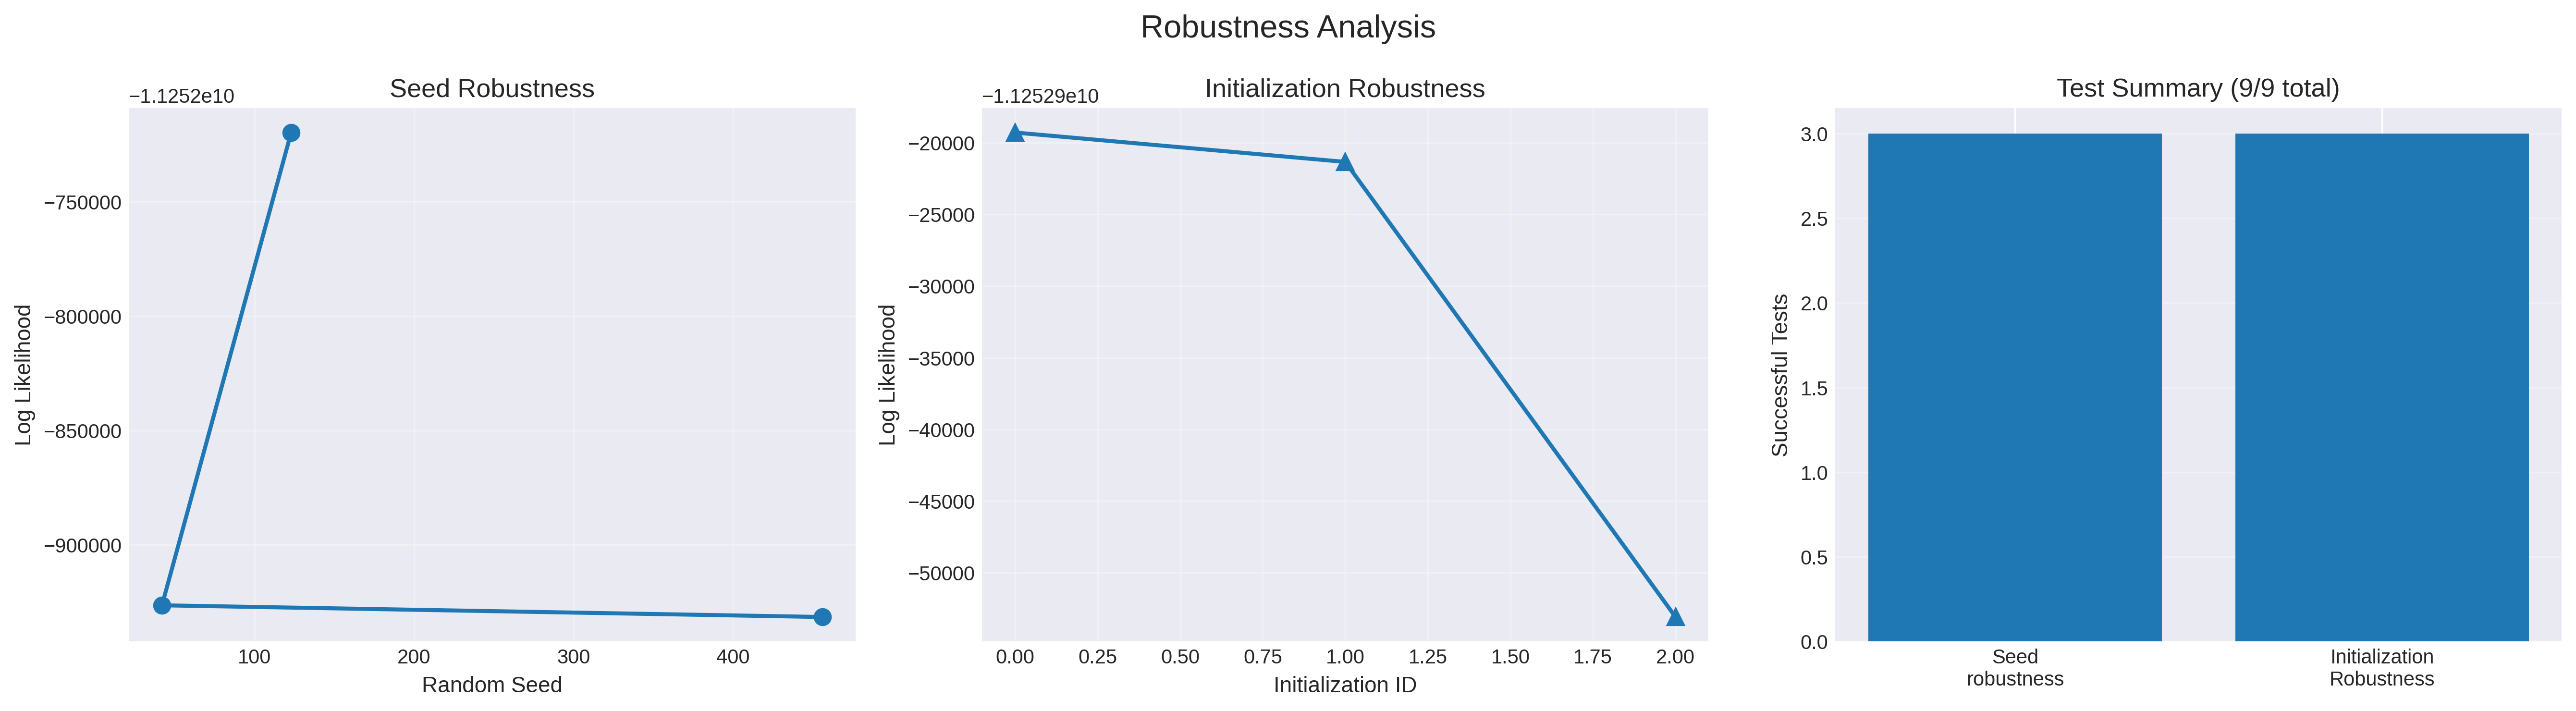 Robustness Analysis
Seed Robustness
−1.1252e10
−750000
−800000
−850000
−900000
Log Likelihood
100 200 300 400
Random Seed
Initialization Robustness
−1.12529e10
−20000
−25000
−30000
−35000
−40000
−45000
−50000
Log Likelihood
0.00 0.25 0.50 0.75 1.00 1.25 1.50 1.75 2.00
Initialization ID
Test Summary (9/9 total)
3.0
2.5
2.0
1.5
1.0
0.5
0.0
Successful Tests
Seed
robustness
Initialization
Robustness